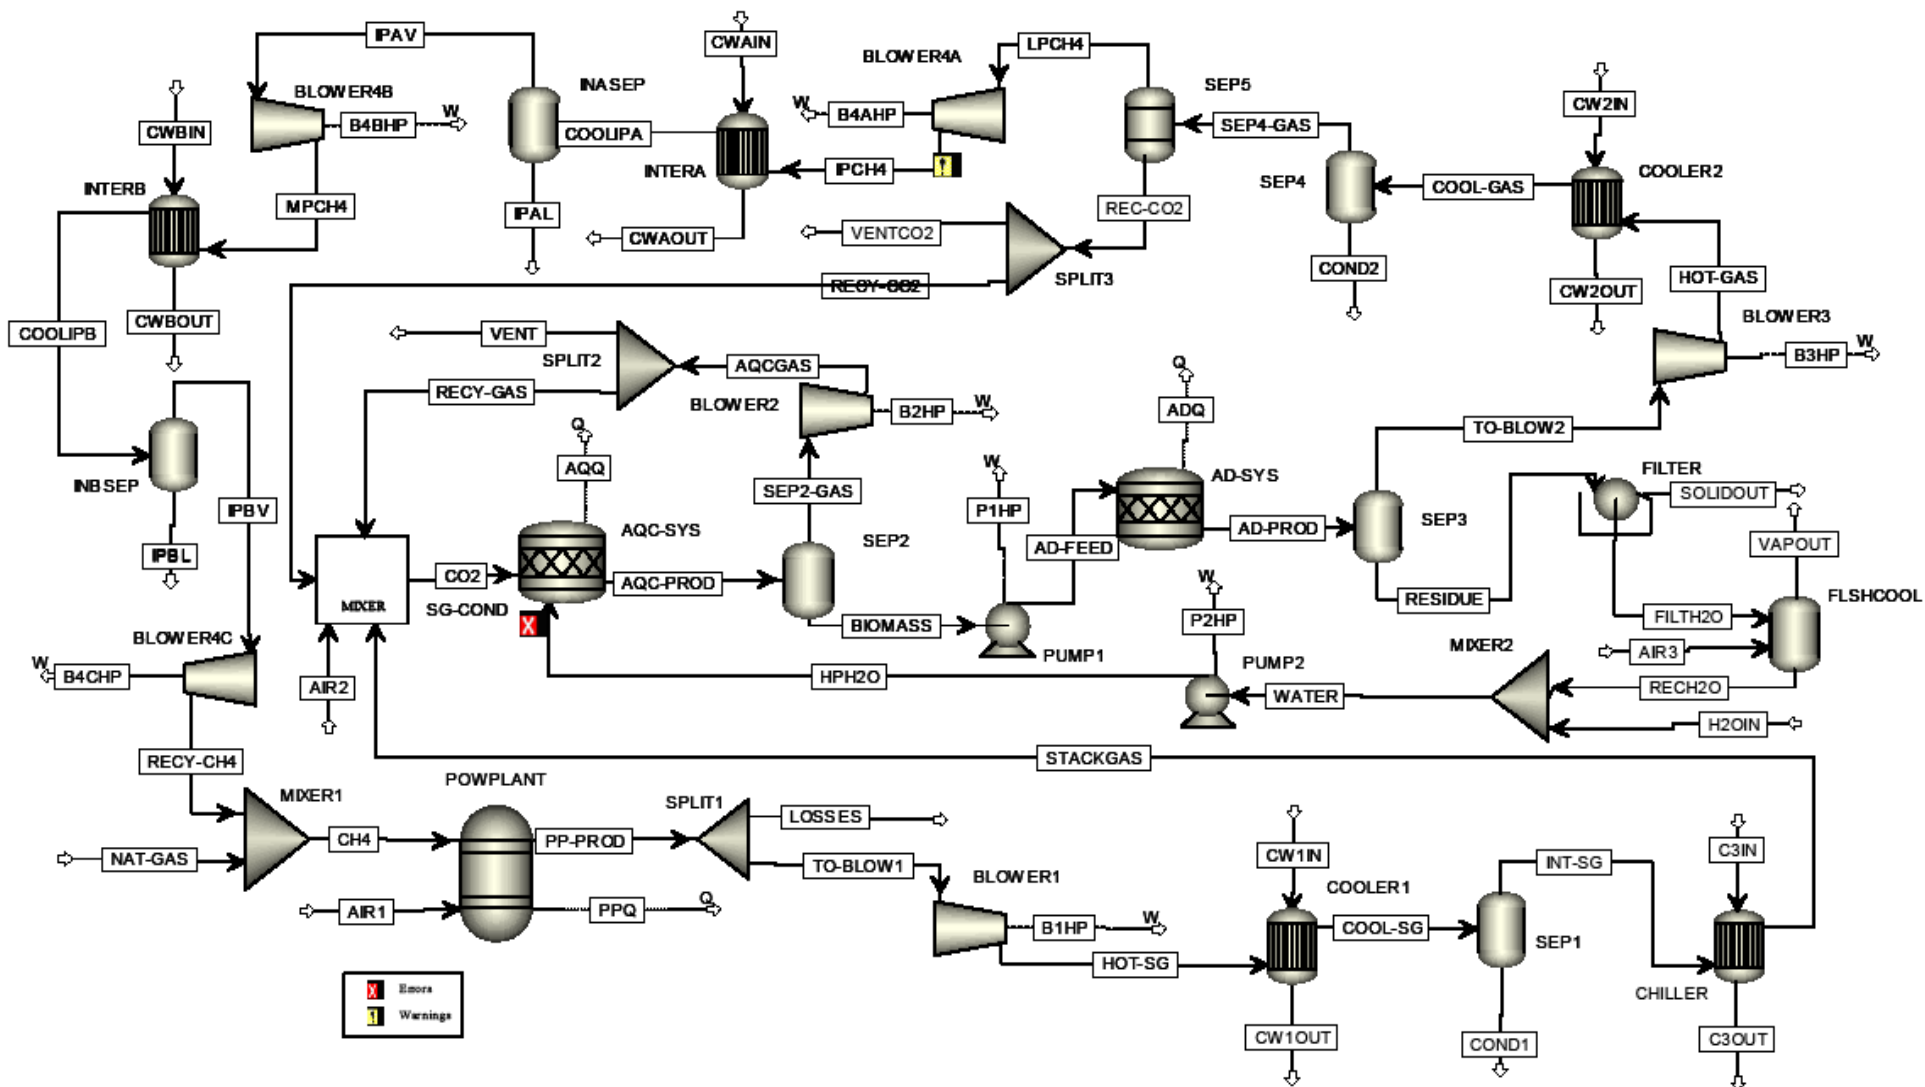 IPAV
CWAIN
BLOWER4A
LPCH4
INASEP
SEP5
CW2IN
BLOWER4B
W
B4BHP
W
CWBIN
COOLIPA
W
B4AHP
SEP4-GAS
INTERA
IPCH4
!
INTERB
SEP4
COOL-GAS
COOLER2
MPCH4
IPAL
REC-CO2
CWAOUT
VENTCO2
COND2
SPLIT3
HOT-GAS
RECY-CO2
CW2OUT
CWBOUT
COOLIPB
VENT
SPLIT2
BLOWER3
W
B3HP
AQCGAS
Q
RECY-GAS
BLOWER2
B2HP
W
ADQ
Q
TO-BLOW2
AQQ
W
FILTER
AD-SYS
INBSEP
SEP2-GAS
SOLIDOUT
IPBV
P1HP
SEP3
AQC-SYS
SEP2
AD-FEED
AD-PROD
VAPOUT
IPBL
CO2
AQC-PROD
W
MIXER
SG-COND
RESIDUE
FLSHCOOL
X
BIOMASS
P2HP
FILTH2O
BLOWER4C
PUMP1
MIXER2
AIR3
W
B4CHP
HPH2O
PUMP2
AIR2
WATER
RECH2O
H2OIN
RECY-CH4
STACKGAS
POWPLANT
MIXER1
SPLIT1
LOSSES
CH4
PP-PROD
NAT-GAS
TO-BLOW1
CW1IN
INT-SG
C3IN
BLOWER1
COOLER1
AIR1
PPQ
Q
B1HP
W
COOL-SG
SEP1
HOT-SG
CHILLER
X Errors
! Warnings
CW1OUT
COND1
C3OUT